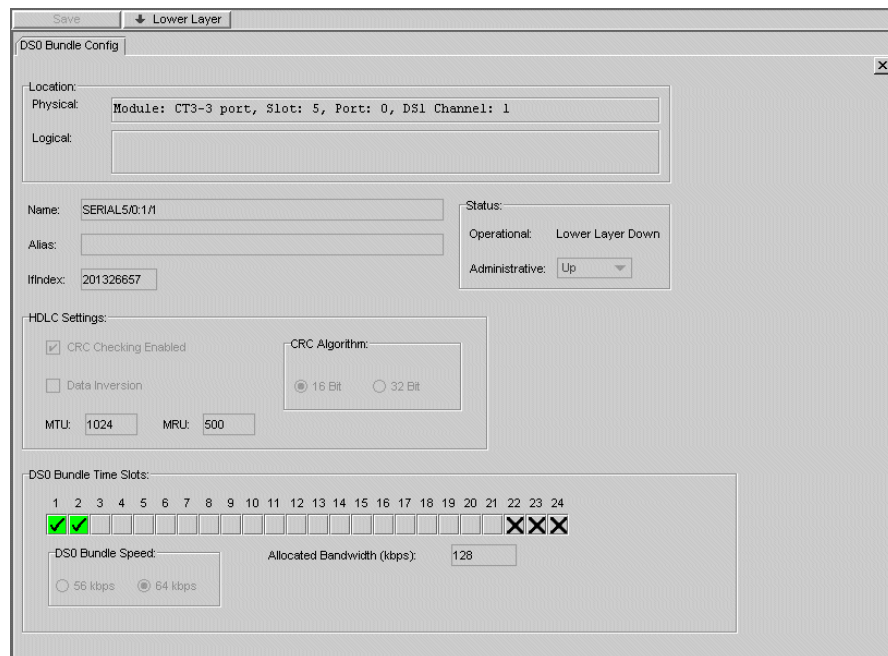 Save Lower Layer
DS0 Bundle Config
Location:
Physical: Module: CT3-3 port, Slot: 5, Port: 0, DS1 Channel: 1
Logical:
Name: SERIAL5/0:1/1
Alias:
IfIndex: 201326657
Status:
Operational: Lower Layer Down
Administrative: Up
HDLC Settings:
CRC Checking Enabled
Data Inversion
CRC Algorithm:
16 Bit 32 Bit
MTU: 1024 MRU: 500
DS0 Bundle Time Slots:
1 2 3 4 5 6 7 8 9 10 11 12 13 14 15 16 17 18 19 20 21 22 23 24
DS0 Bundle Speed:
56 kbps 64 kbps
Allocated Bandwidth (kbps): 128